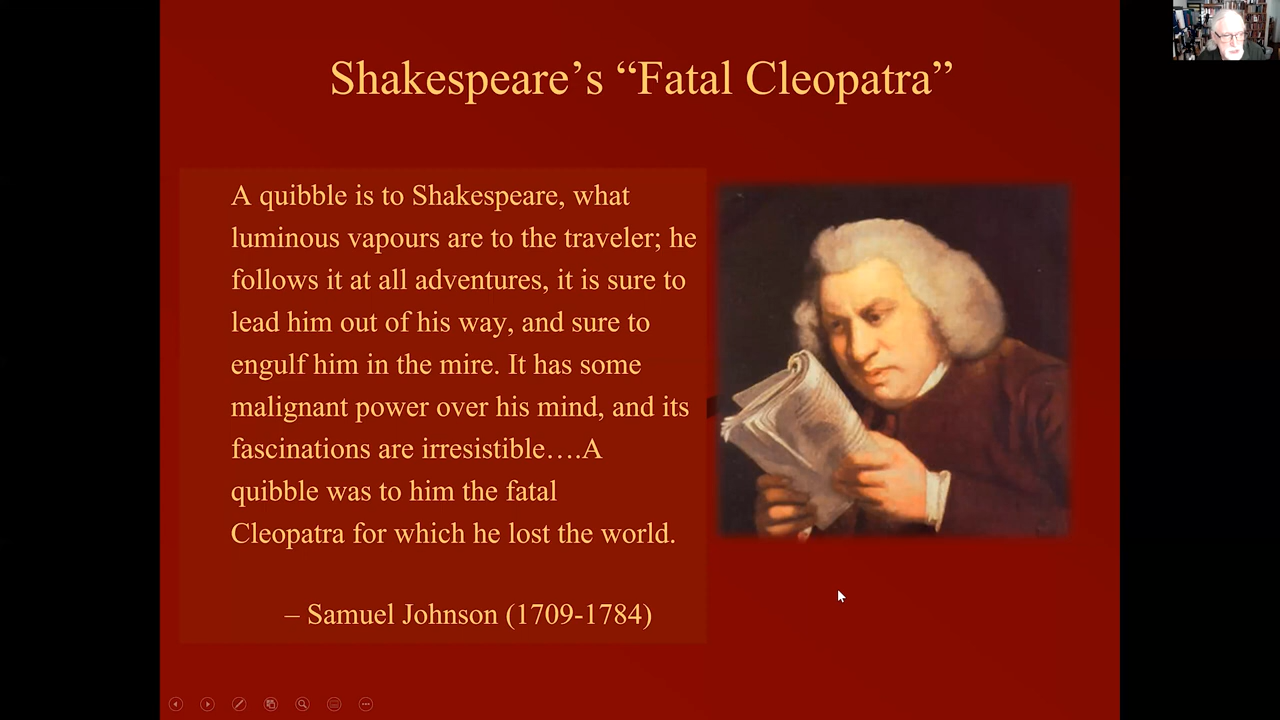 Shakespeare’s “Fatal Cleopatra”
A quibble is to Shakespeare, what
luminous vapours are to the traveler; he
follows it at all adventures, it is sure to
lead him out of his way, and sure to
engulf him in the mire. It has some
malignant power over his mind, and its
fascinations are irresistible….A
quibble was to him the fatal
Cleopatra for which he lost the world.
– Samuel Johnson (1709-1784)